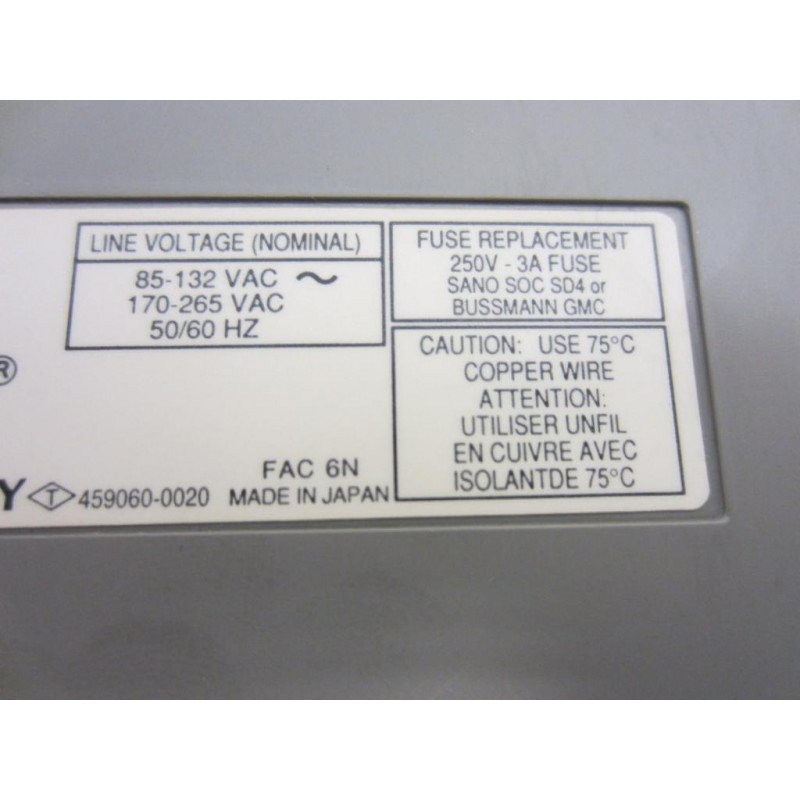 LINE VOLTAGE (NOMINAL)
85-132 VAC ~
170-265 VAC
50/60 HZ
FUSE REPLACEMENT
250V - 3A FUSE
SANO SOC SD4 or
BUSSMANN GMC
CAUTION: USE 75°C
COPPER WIRE
ATTENTION:
UTILISER UNFIL
EN CUIVRE AVEC
ISOLANTDE 75°C
®
FAC 6N
Y T 459060-0020 MADE IN JAPAN